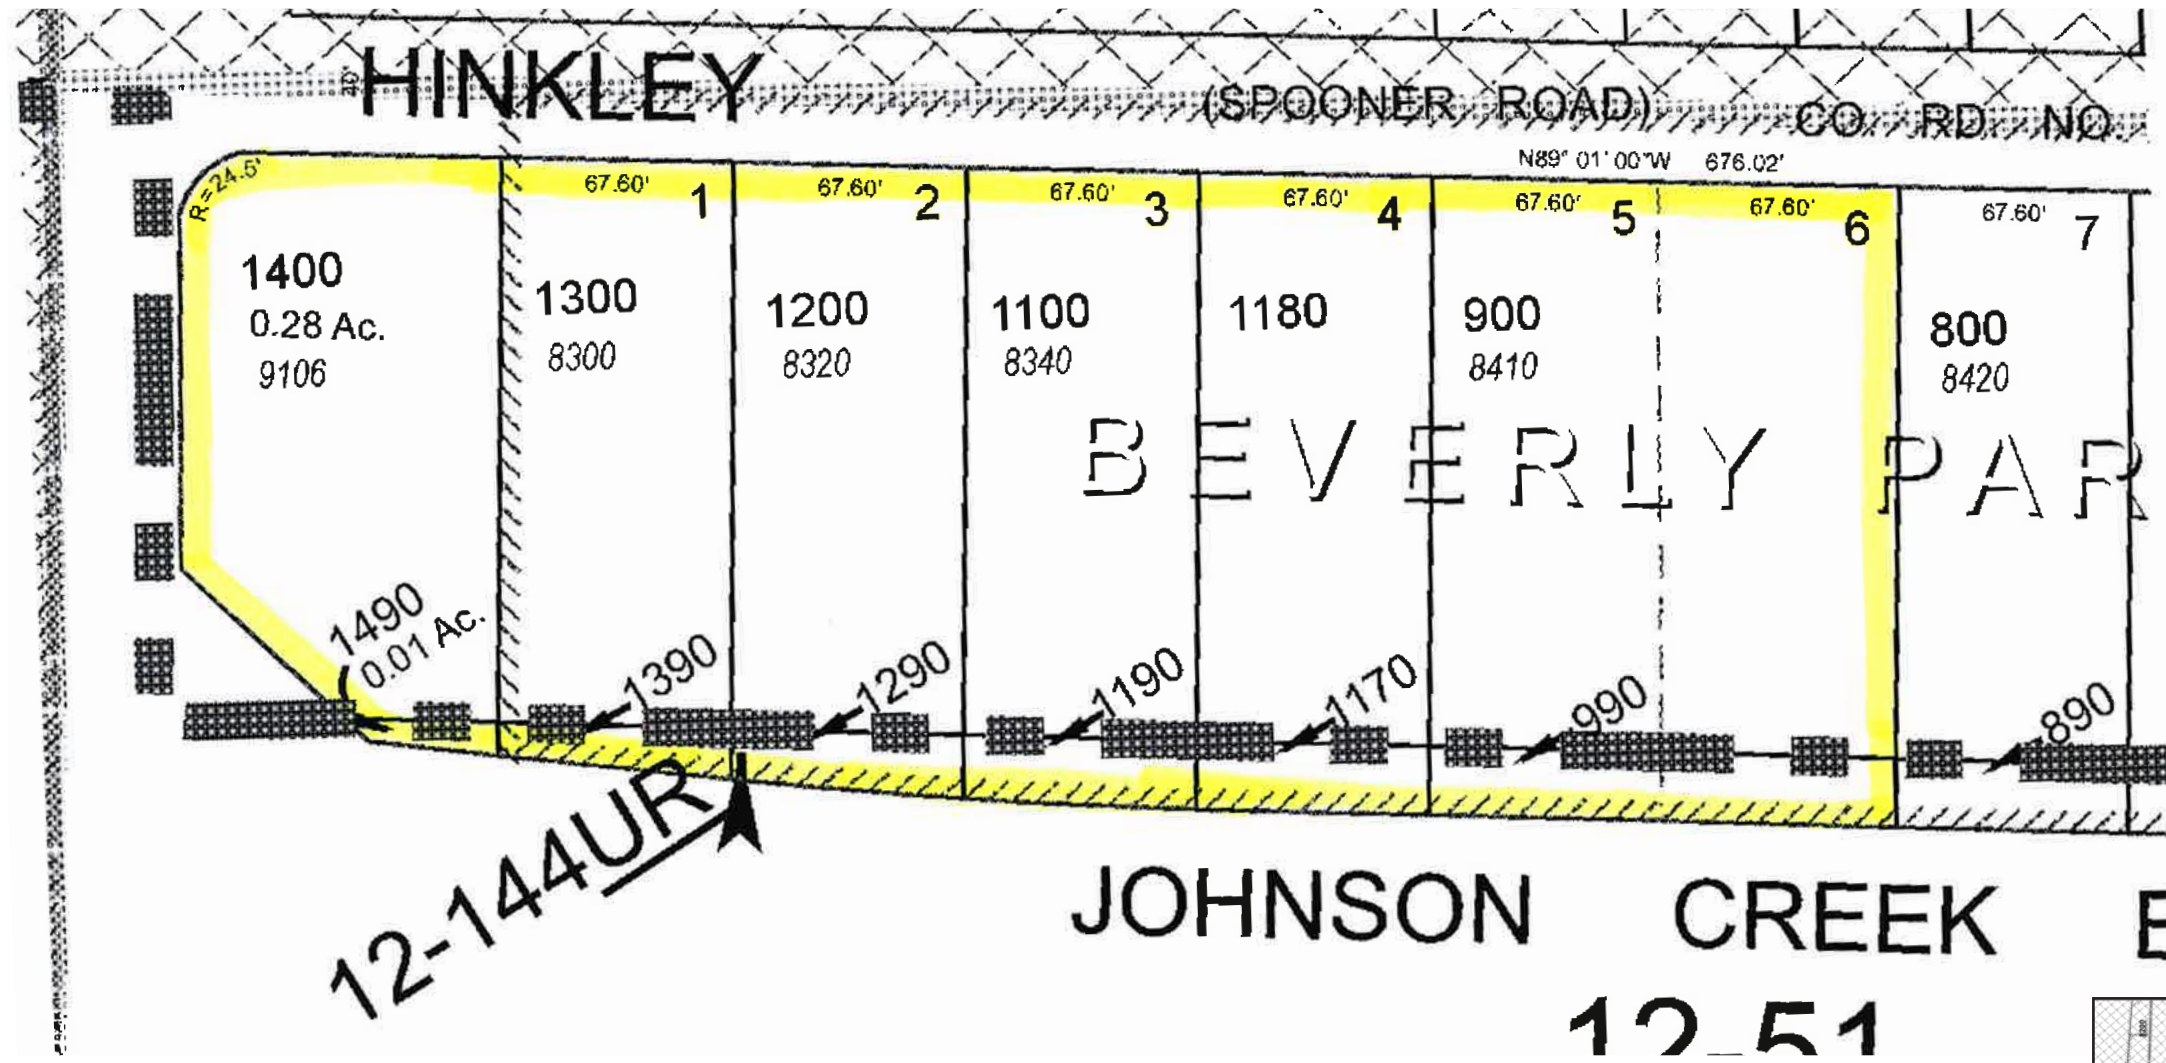 40'
HINKLEY
(SPOONER ROAD)
CO RD NO.
N89° 01' 00"W 676.02'
R=24.5'
67.60' 1
67.60' 2
67.60' 3
67.60' 4
67.60' 5
67.60' 6
67.60' 7
1400
0.28 Ac.
9106
1300
8300
1200
8320
1100
8340
1180
900
8410
800
8420
BEVERLY PAR
1490
0.01 Ac.
1390
1290
1190
1170
990
890
12-144UR
JOHNSON CREEK B
12-51